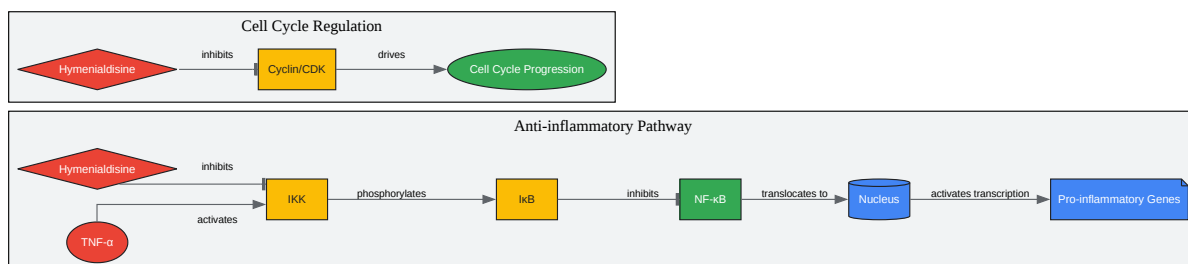 Cell Cycle Regulation
Hymenialdisine
inhibits
Cyclin/CDK
drives
Cell Cycle Progression
Anti-inflammatory Pathway
Hymenialdisine
inhibits
TNF-α
activates
IKK
phosphorylates
IκB
inhibits
NF-κB
translocates to
Nucleus
activates transcription
Pro-inflammatory Genes